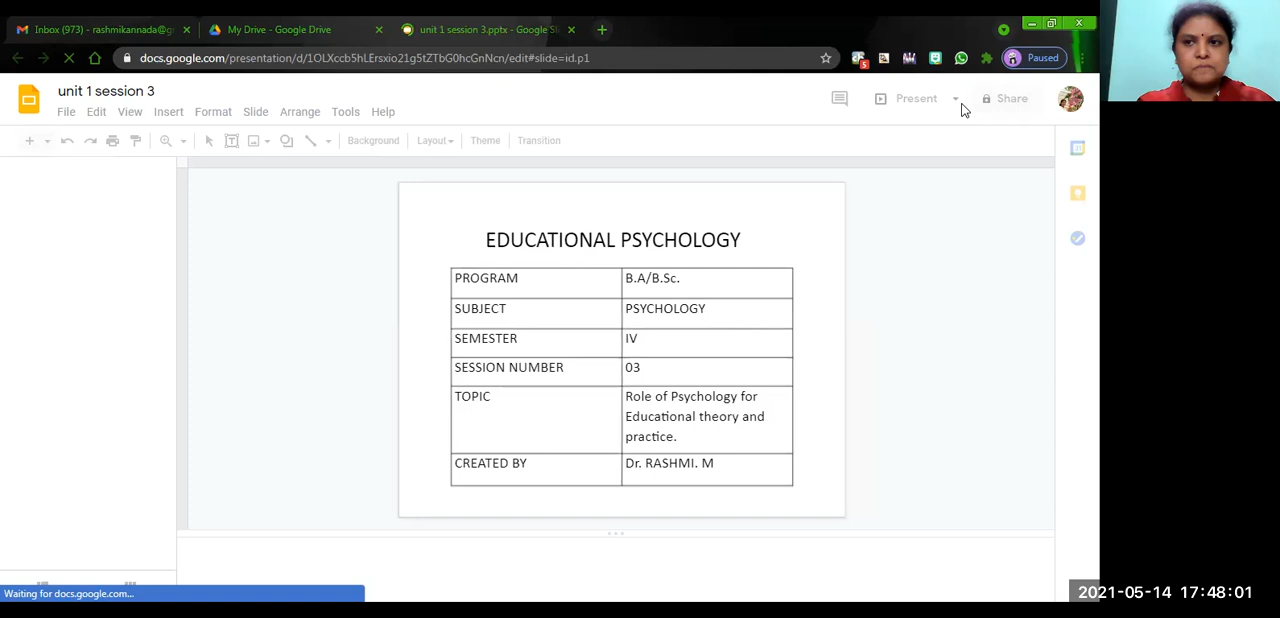 Inbox (973) - rashmikannada@g
My Drive - Google Drive
unit 1 session 3.pptx - Google Sl
docs.google.com/presentation/d/1OLXccb5hLErsxio21g5tZTbG0hcGnNcn/edit#slide=id.p1
5
Paused
unit 1 session 3
File Edit View Insert Format Slide Arrange Tools Help
Present
Share
Background Layout Theme Transition
EDUCATIONAL PSYCHOLOGY
PROGRAM B.A/B.Sc.
SUBJECT PSYCHOLOGY
SEMESTER IV
SESSION NUMBER 03
TOPIC Role of Psychology for
Educational theory and
practice.
CREATED BY Dr. RASHMI. M
Waiting for docs.google.com...
2021-05-14 17:48:01